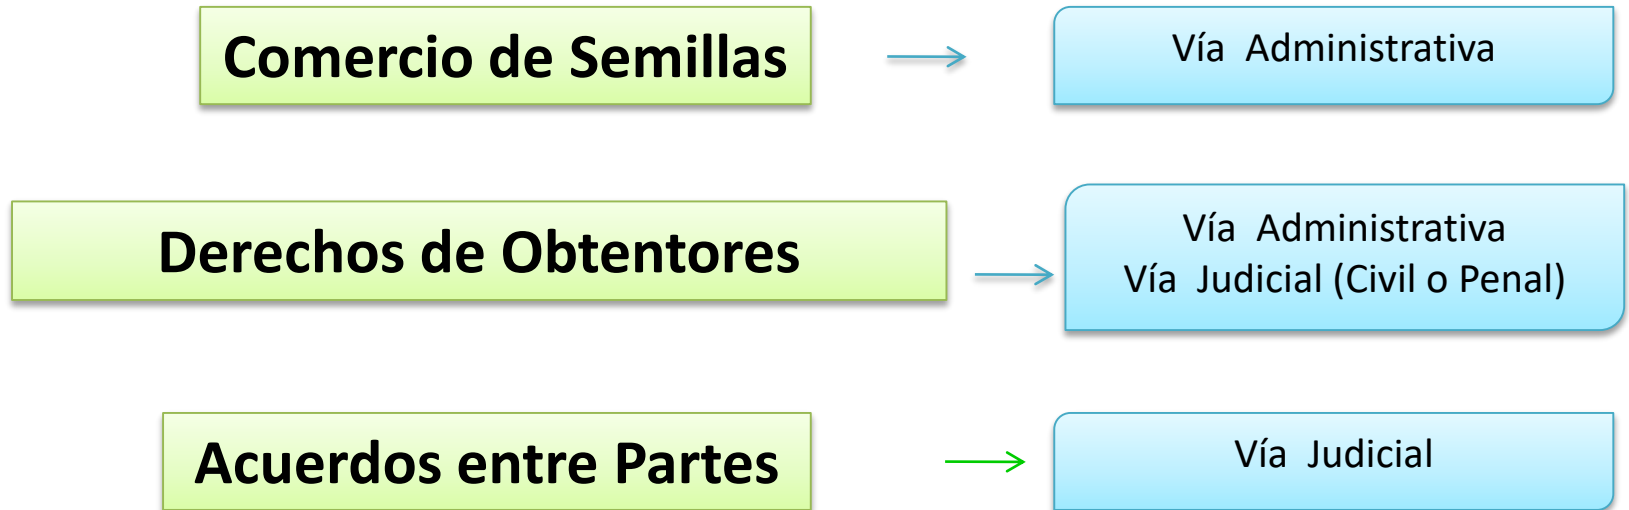 Comercio de Semillas
Vía Administrativa
Derechos de Obtentores
Vía Administrativa
Vía Judicial (Civil o Penal)
Acuerdos entre Partes
Vía Judicial